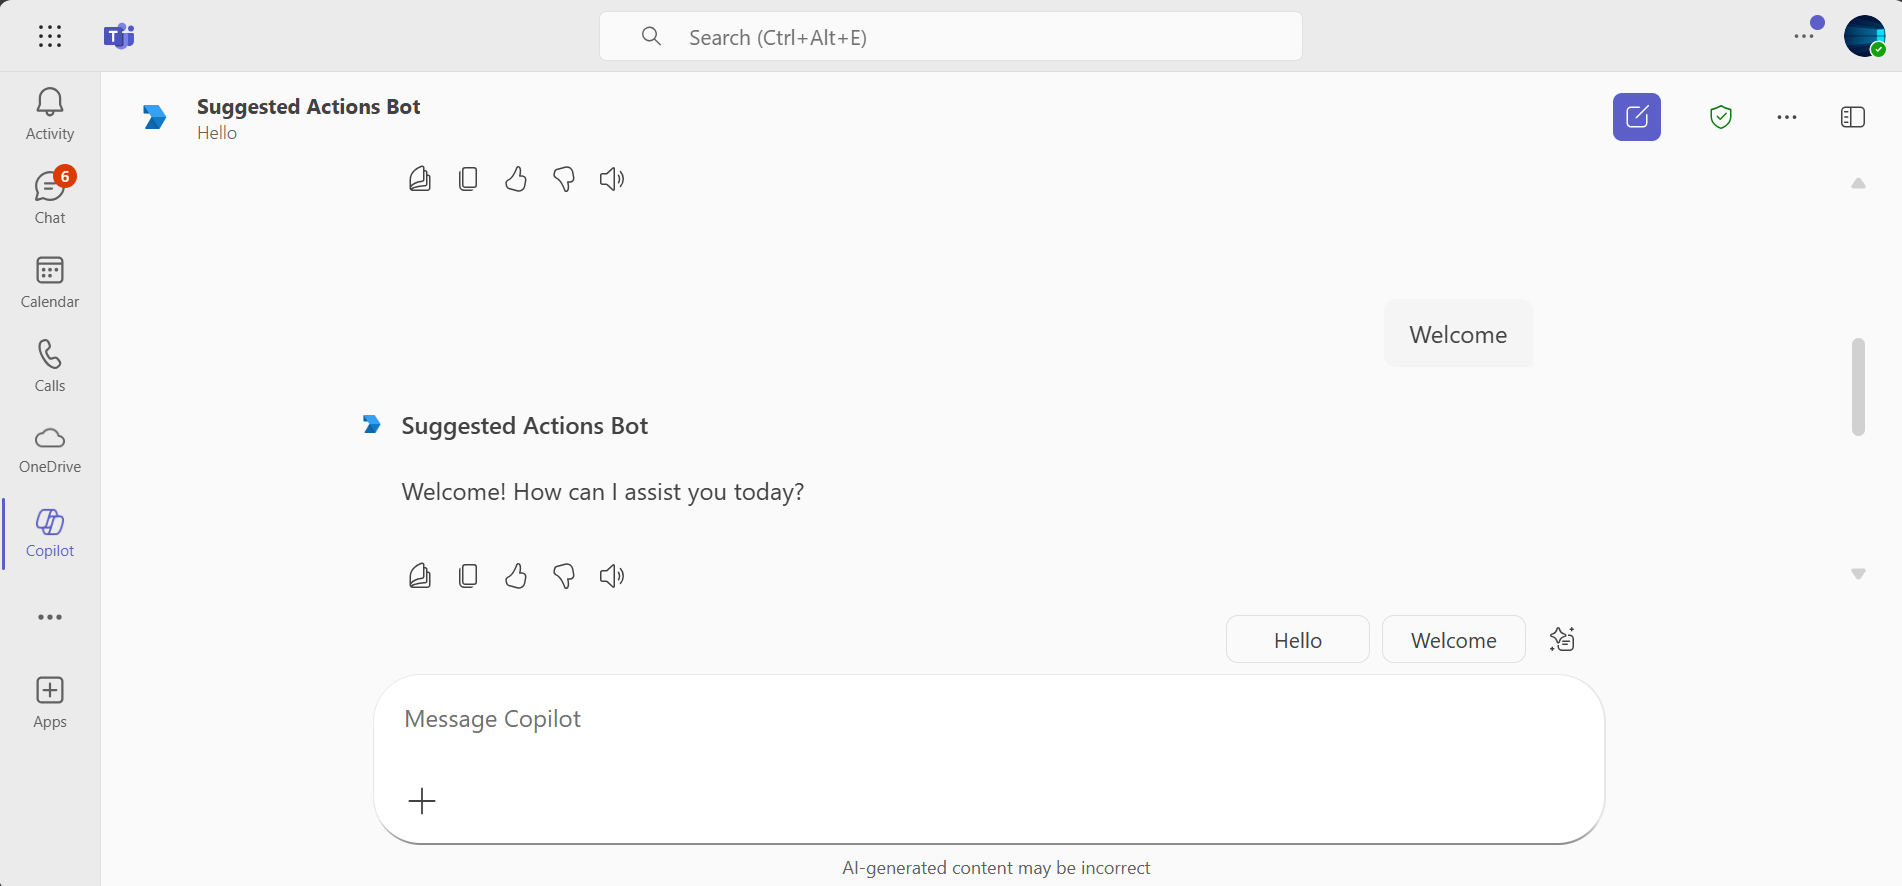 Search (Ctrl+Alt+E)
Activity
6
Chat
Calendar
Calls
OneDrive
Copilot
Apps
Suggested Actions Bot
Hello
Welcome
Suggested Actions Bot
Welcome! How can I assist you today?
Hello
Welcome
Message Copilot
AI-generated content may be incorrect